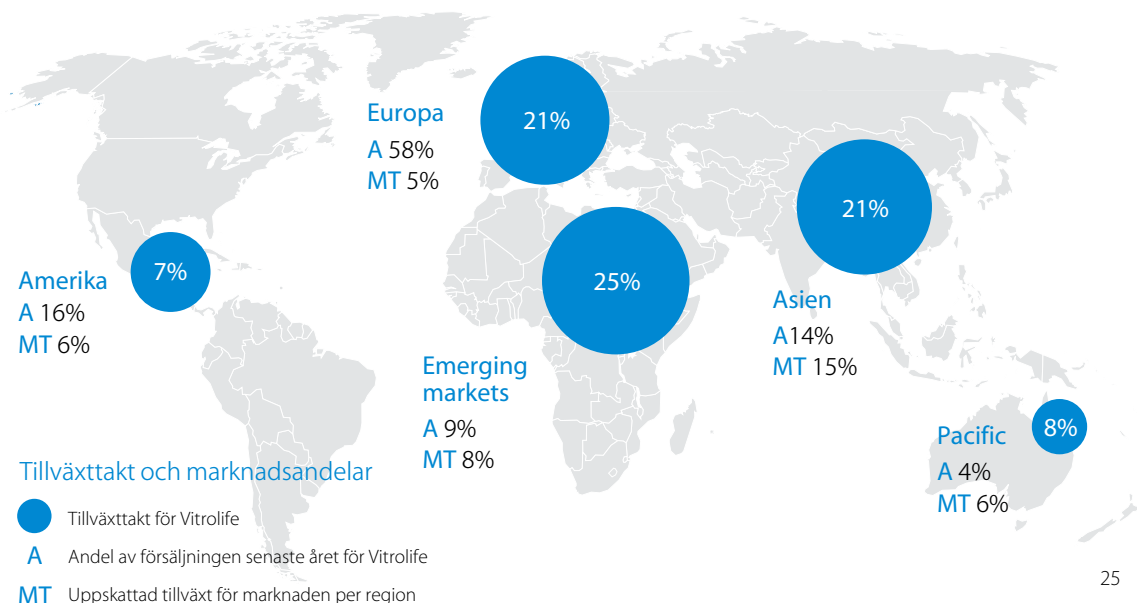 Europa
A 58%
MT 5%
21%
Amerika
A 16%
MT 6%
7%
Emerging
markets
A 9%
MT 8%
25%
Asien
A14%
MT 15%
21%
Pacific
A 4%
MT 6%
8%
Tillväxttakt och marknadsandelar
Tillväxttakt för Vitrolife
A Andel av försäljningen senaste året för Vitrolife
MT Uppskattad tillväxt för marknaden per region
25